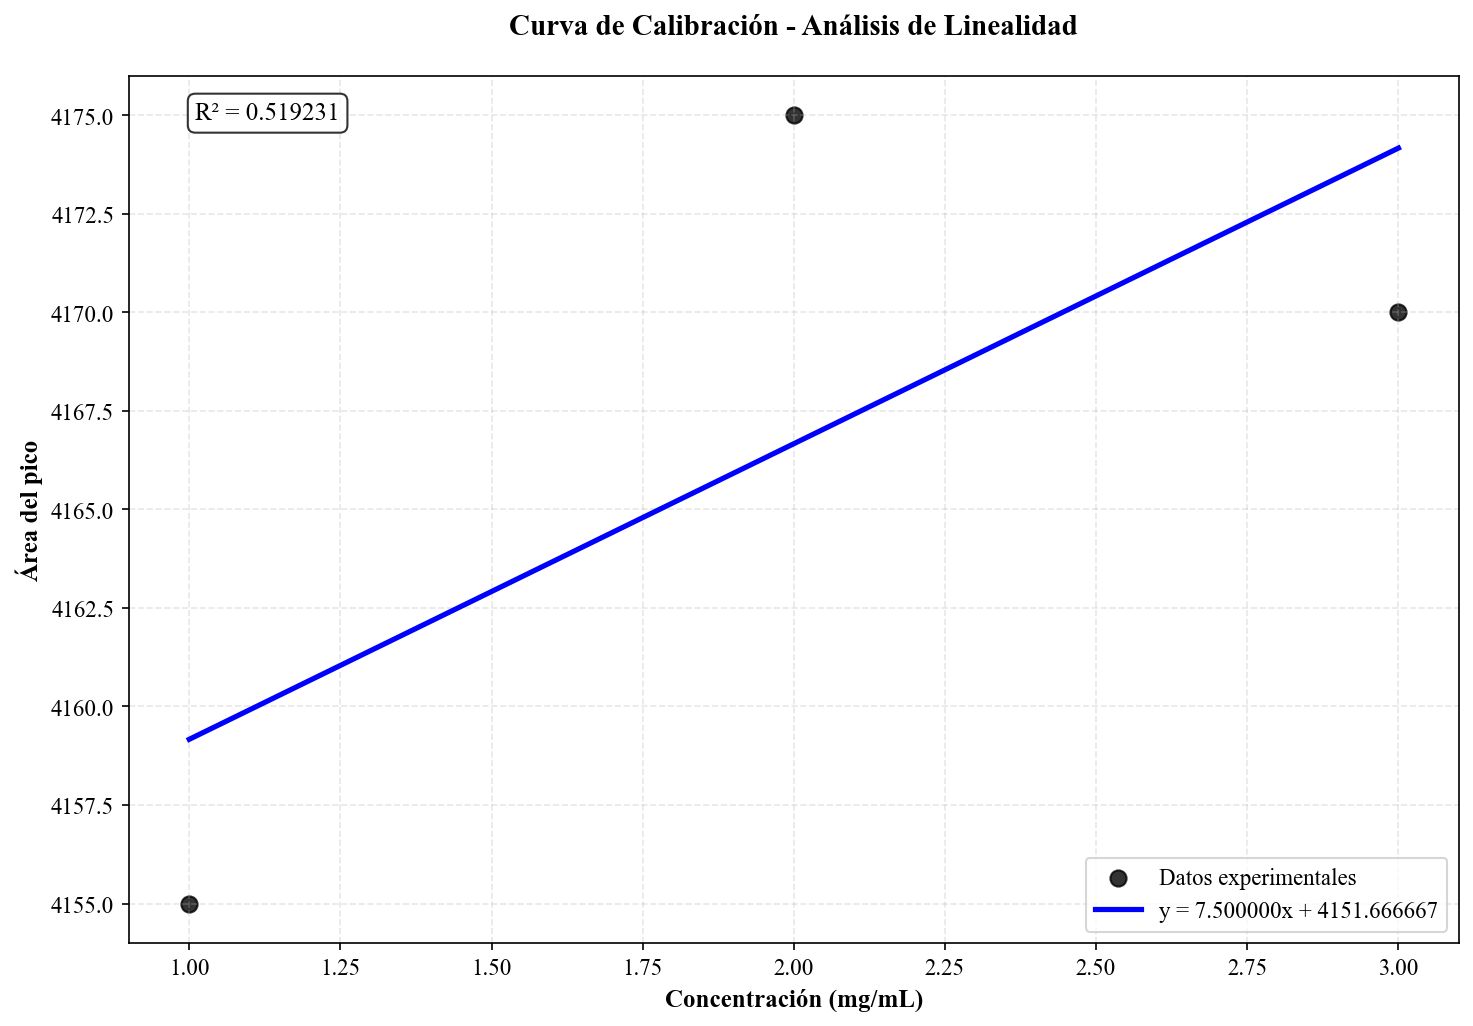 Curva de Calibración - Análisis de Linealidad
R² = 0.519231
Área del pico
4175.0
4172.5
4170.0
4167.5
4165.0
4162.5
4160.0
4157.5
4155.0
Datos experimentales
y = 7.500000x + 4151.666667
1.00 1.25 1.50 1.75 2.00 2.25 2.50 2.75 3.00
Concentración (mg/mL)